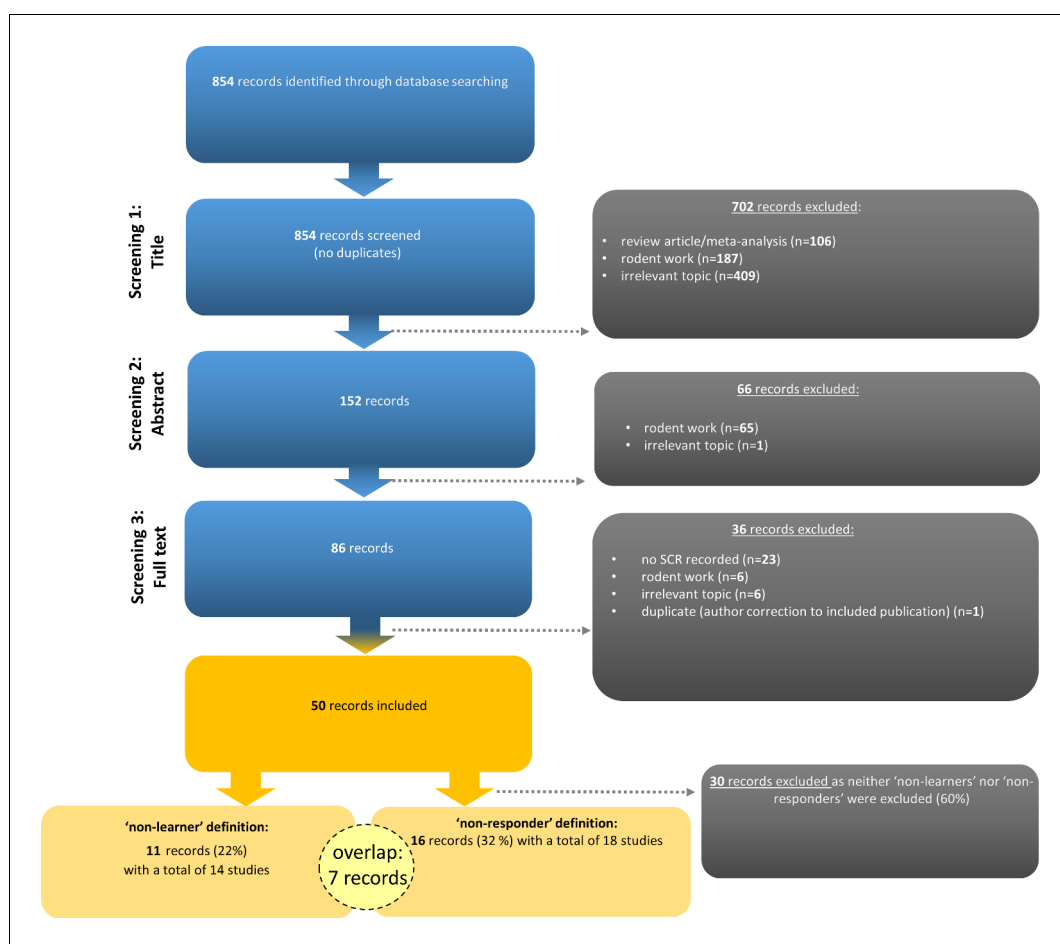 854 records identified through database searching
Screening 1:
Title
854 records screened
(no duplicates)
702 records excluded:
• review article/meta-analysis (n=106)
• rodent work (n=187)
• irrelevant topic (n=409)
Screening 2:
Abstract
152 records
66 records excluded:
• rodent work (n=65)
• irrelevant topic (n=1)
Screening 3:
Full text
86 records
36 records excluded:
• no SCR recorded (n=23)
• rodent work (n=6)
• irrelevant topic (n=6)
• duplicate (author correction to included publication) (n=1)
50 records included
30 records excluded as neither ‘non-learners’ nor ‘non-
responders’ were excluded (60%)
‘non-learner’ definition:
11 records (22%)
with a total of 14 studies
overlap:
7 records
‘non-responder’ definition:
16 records (32 %) with a total of 18 studies